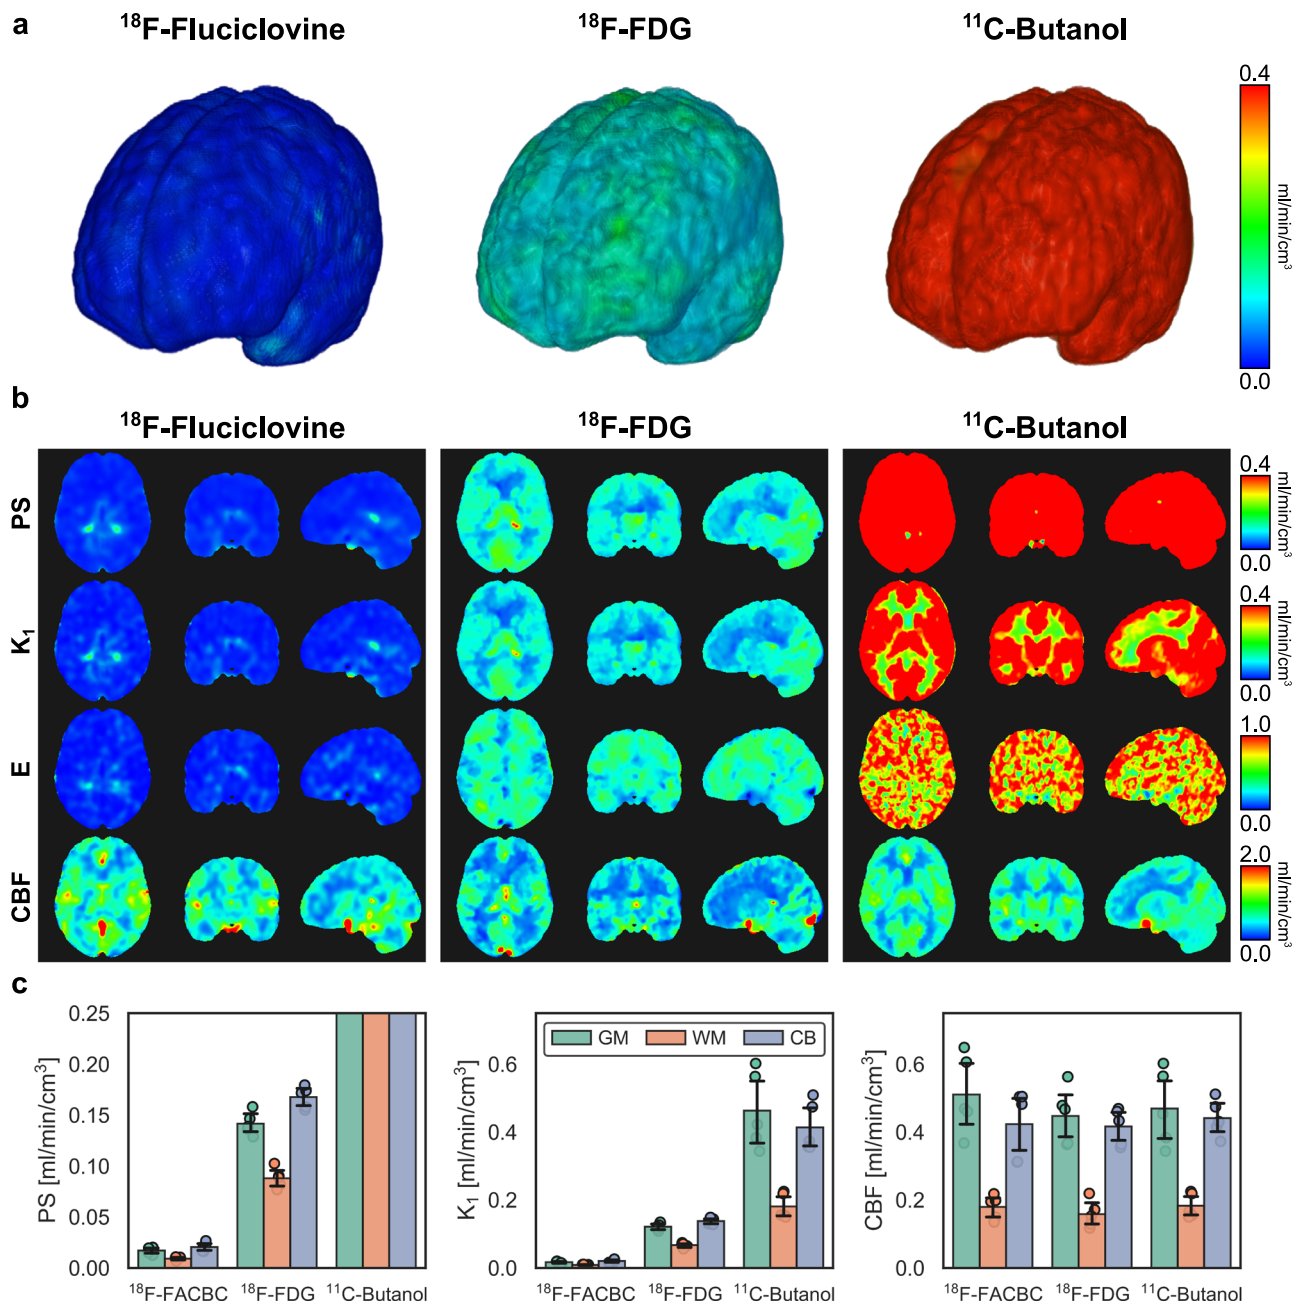 a
¹⁸F-Fluciclovine ¹⁸F-FDG ¹¹C-Butanol
0.4
ml/min/cm³
0.0
b
¹⁸F-Fluciclovine ¹⁸F-FDG ¹¹C-Butanol
PS
0.4
ml/min/cm³
0.0
K₁
0.4
ml/min/cm³
0.0
E
1.0
0.0
CBF
2.0
ml/min/cm³
0.0
c
PS [ml/min/cm³]
0.25
0.20
0.15
0.10
0.05
0.00
¹⁸F-FACBC ¹⁸F-FDG ¹¹C-Butanol
K₁ [ml/min/cm³]
GM WM CB
0.6
0.4
0.2
0.0
¹⁸F-FACBC ¹⁸F-FDG ¹¹C-Butanol
CBF [ml/min/cm³]
0.6
0.4
0.2
0.0
¹⁸F-FACBC ¹⁸F-FDG ¹¹C-Butanol